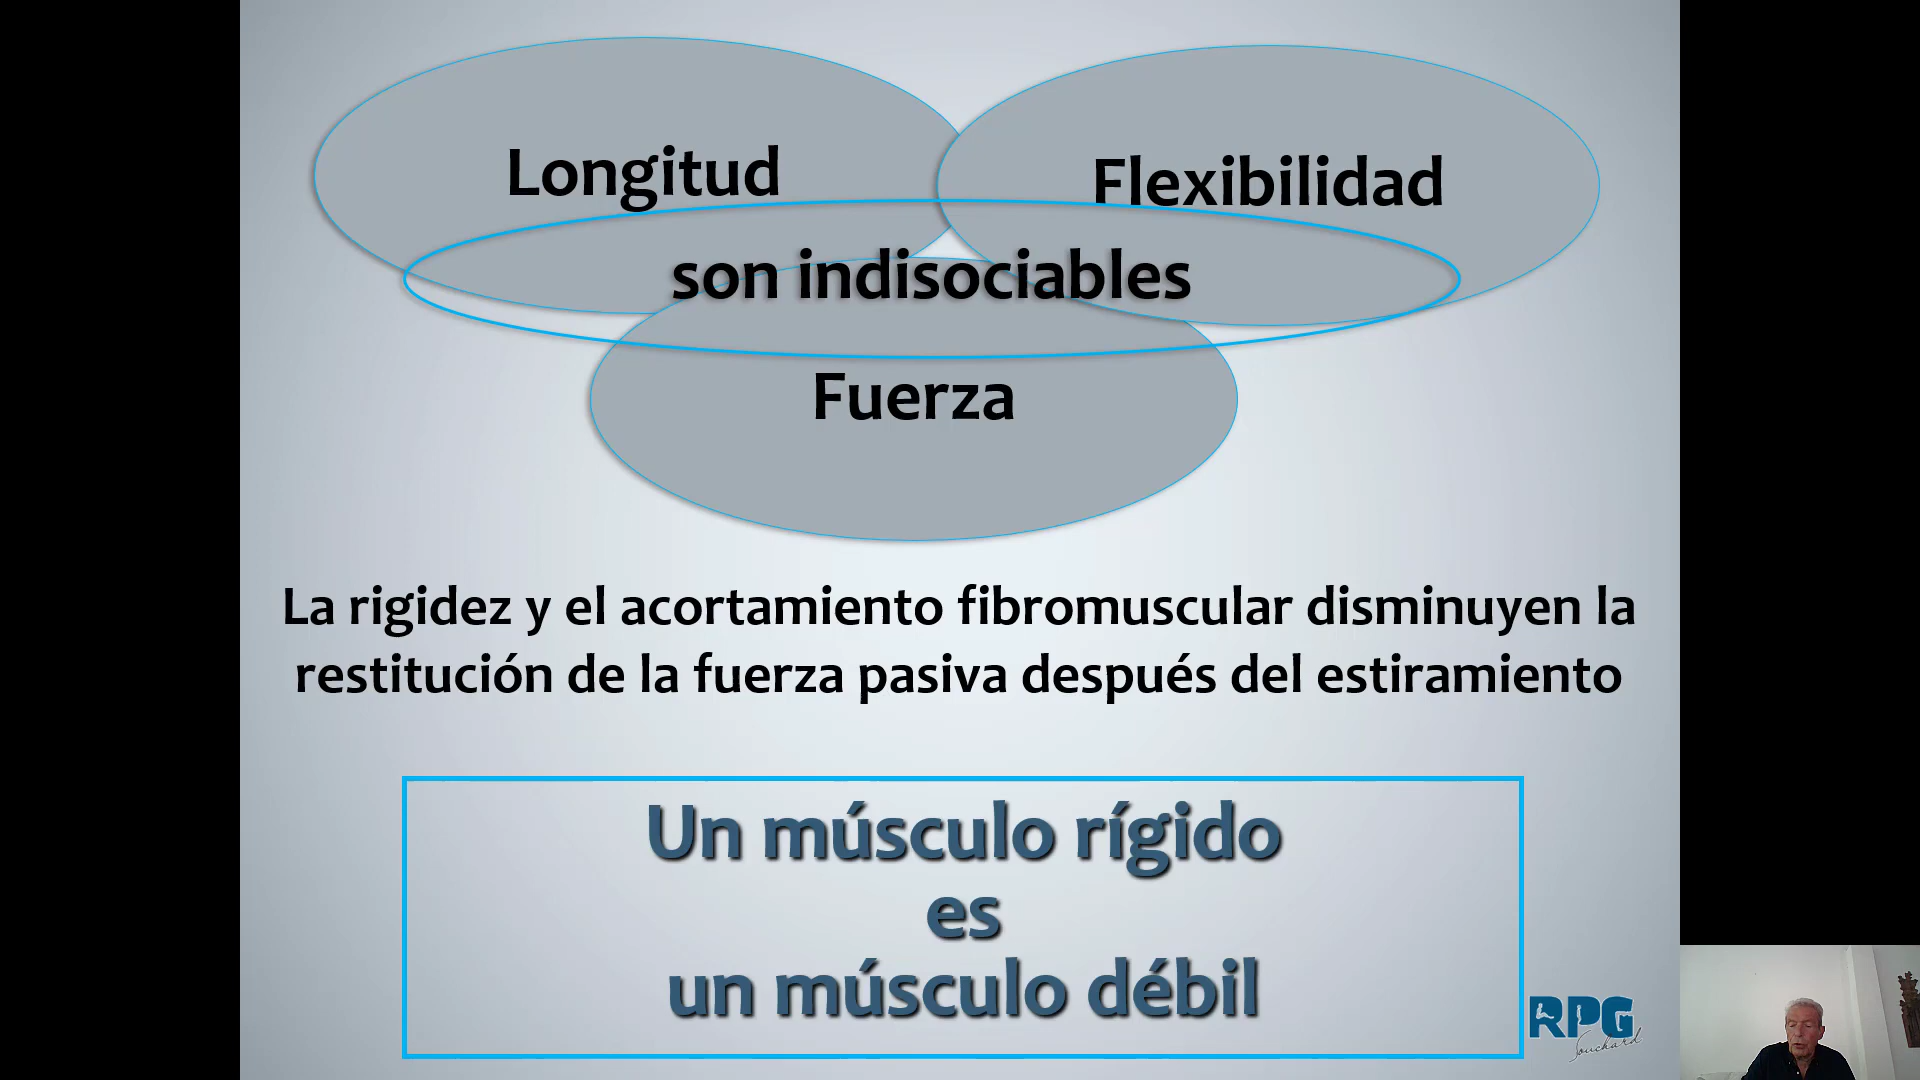 Longitud
Flexibilidad
son indisociables
Fuerza
La rigidez y el acortamiento fibromuscular disminuyen la
restitución de la fuerza pasiva después del estiramiento
Un músculo rígido
es
un músculo débil
RPG
Souchard